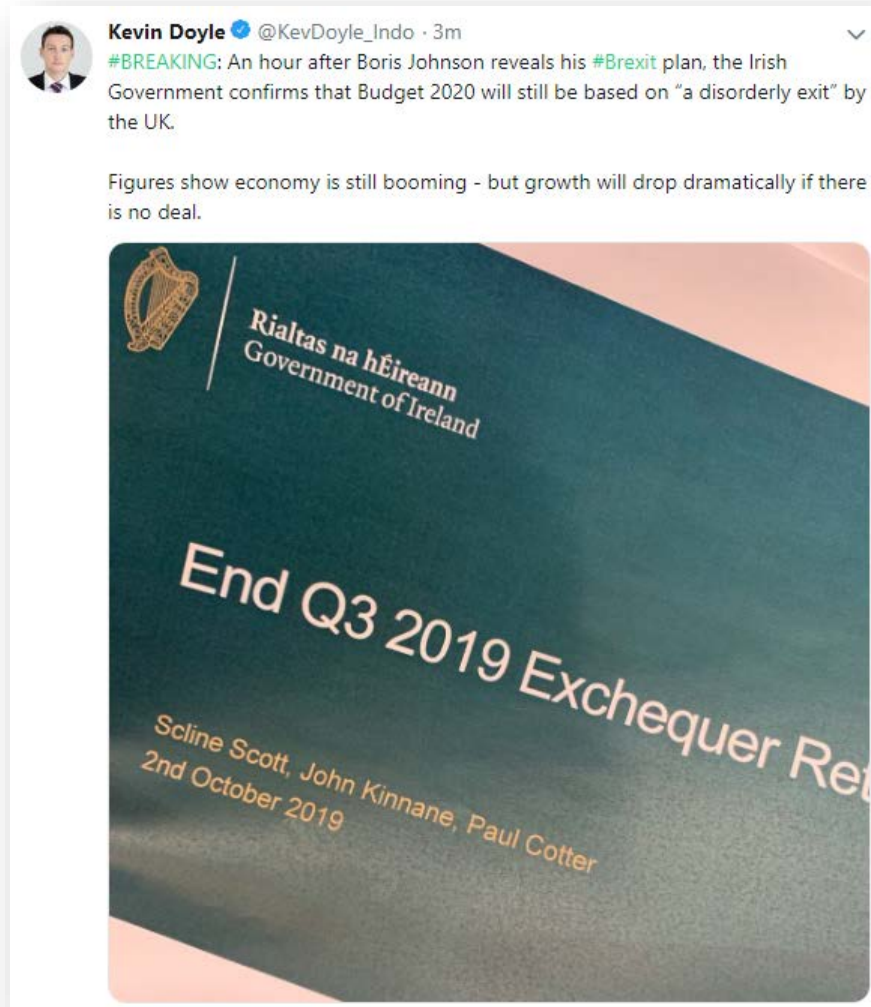 Kevin Doyle @KevDoyle_Indo · 3m
#BREAKING: An hour after Boris Johnson reveals his #Brexit plan, the Irish
Government confirms that Budget 2020 will still be based on “a disorderly exit” by
the UK.
Figures show economy is still booming - but growth will drop dramatically if there
is no deal.
Rialtas na hÉireann
Government of Ireland
End Q3 2019 Exchequer Ret
Scline Scott, John Kinnane, Paul Cotter
2nd October 2019